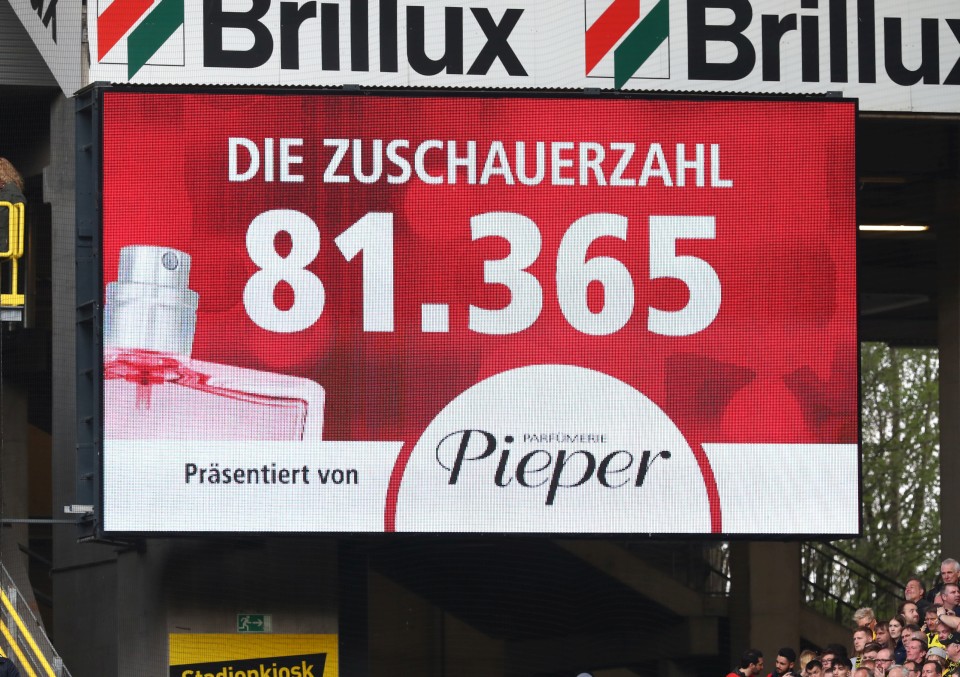 Brillux Brillux
DIE ZUSCHAUERZAHL
81.365
PARFÜMERIE
Pieper
Präsentiert von
Stadionkiosk